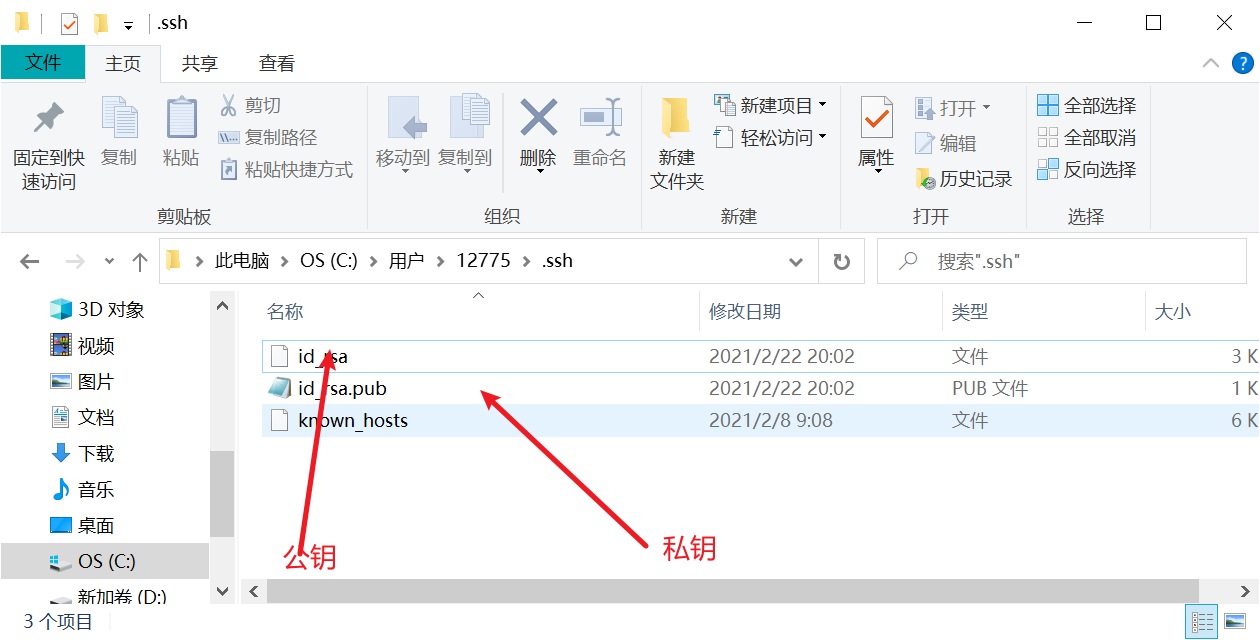 .ssh
文件 主页 共享 查看
固定到快速访问 复制 粘贴 剪切 复制路径 粘贴快捷方式
移动到 复制到 删除 重命名
新建文件夹 新建项目 轻松访问
属性 打开 编辑 历史记录
全部选择 全部取消 反向选择
剪贴板 组织 新建 打开 选择
此电脑 OS (C:) 用户 12775 .ssh
搜索".ssh"
名称 修改日期 类型 大小
id_rsa 2021/2/22 20:02 文件 3 K
id_rsa.pub 2021/2/22 20:02 PUB 文件 1 K
known_hosts 2021/2/8 9:08 文件 6 K
3D 对象
视频
图片
文档
下载
音乐
桌面
OS (C:)
新加卷 (D:)
公钥
私钥
3 个项目